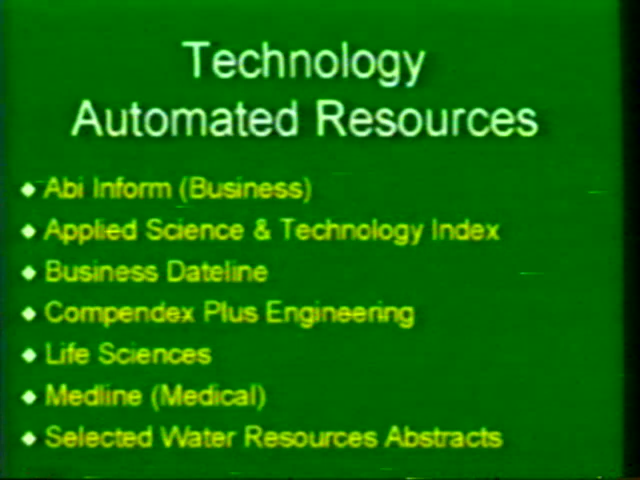 Technology
Automated Resources
Abi Inform (Business)
Applied Science & Technology Index
Business Dateline
Compendex Plus Engineering
Life Sciences
Medline (Medical)
Selected Water Resources Abstracts